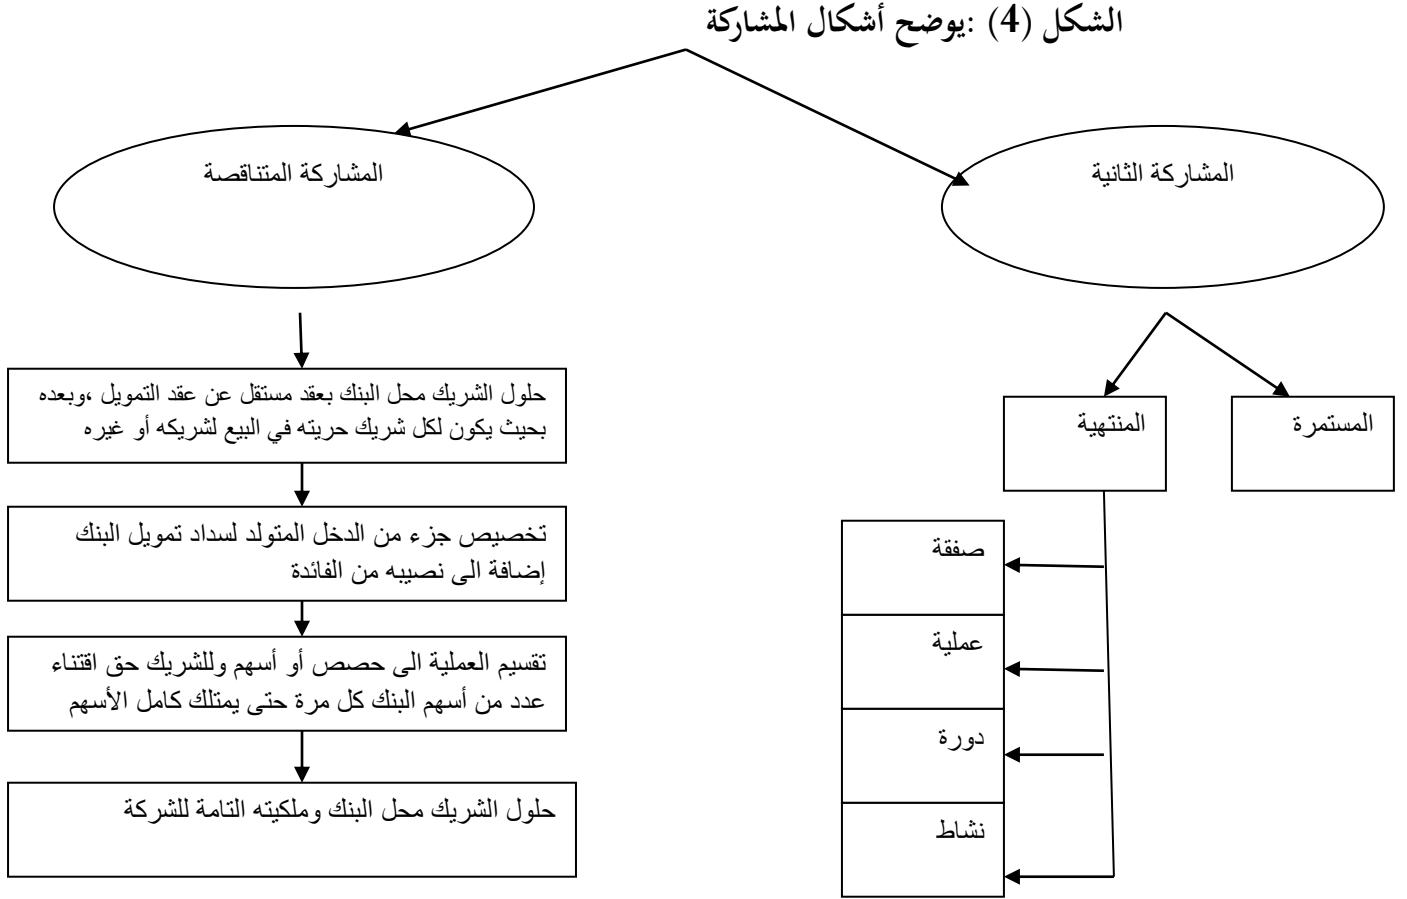 الشكل (4) :يوضح أشكال المشاركة
المشاركة الثانية
المشاركة المتناقصة
المستمرة
المنتهية
صفقة
عملية
دورة
نشاط
حلول الشريك محل البنك بعقد مستقل عن عقد التمويل ،وبعده
بحيث يكون لكل شريك حريته في البيع لشريكه أو غيره
تخصيص جزء من الدخل المتولد لسداد تمويل البنك
إضافة الى نصيبه من الفائدة
تقسيم العملية الى حصص أو أسهم وللشريك حق اقتناء
عدد من أسهم البنك كل مرة حتى يمتلك كامل الأسهم
حلول الشريك محل البنك وملكيته التامة للشركة